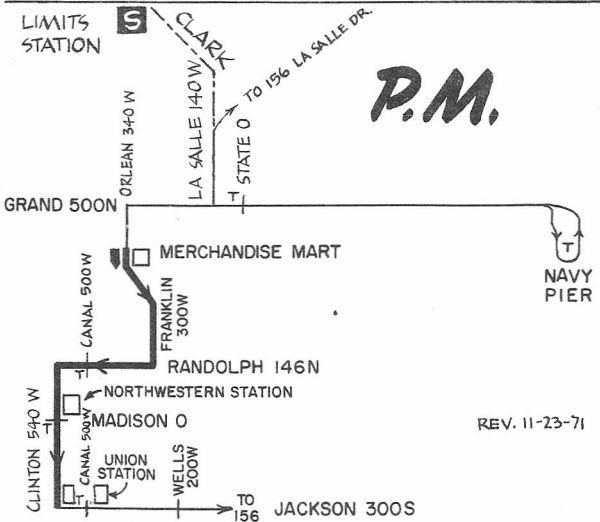 LIMITS
STATION
S
CLARK
TO 156 LA SALLE DR.
P.M.
ORLEAN 340 W
LA SALLE 140 W
STATE 0
T
GRAND 500N
T
NAVY
PIER
MERCHANDISE MART
CANAL 500 W
FRANKLIN
300W
RANDOLPH 146N
T
NORTHWESTERN STATION
T
MADISON 0
REV. 11-23-71
CLINTON 540 W
CANAL 500W
UNION
STATION
WELLS
200W
T
TO
156
JACKSON 300S